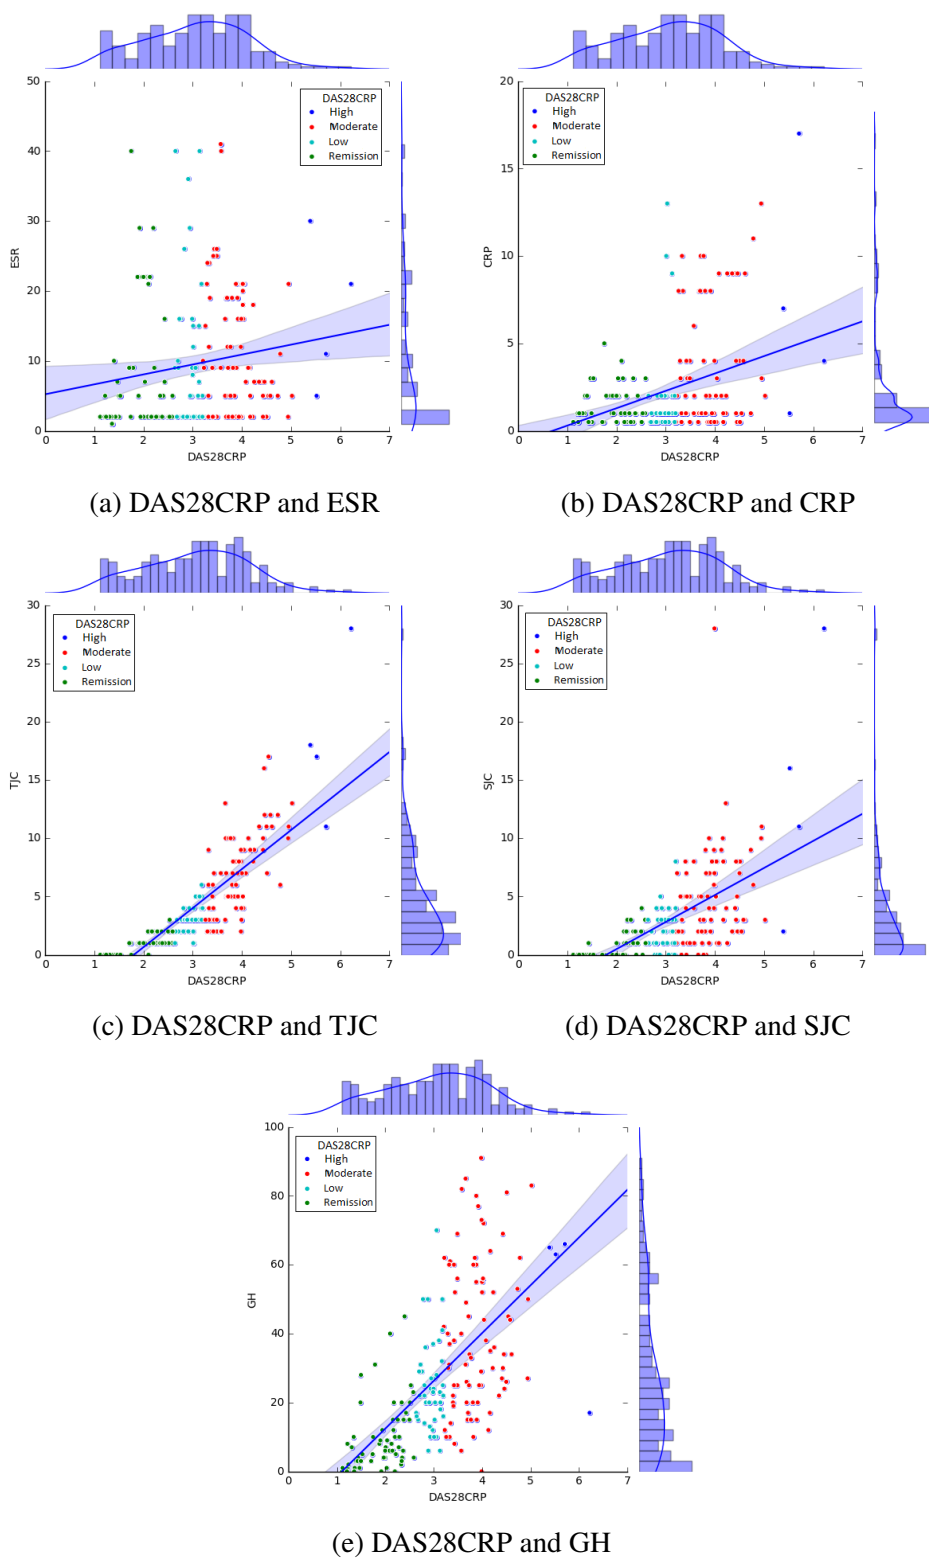 DAS28CRP
High
Moderate
Low
Remission
50
40
30
20
10
0
ESR
0 1 2 3 4 5 6 7
DAS28CRP
(a) DAS28CRP and ESR
DAS28CRP
High
Moderate
Low
Remission
20
15
10
5
0
CRP
0 1 2 3 4 5 6 7
DAS28CRP
(b) DAS28CRP and CRP
DAS28CRP
High
Moderate
Low
Remission
30
25
20
15
10
5
0
TJC
0 1 2 3 4 5 6 7
DAS28CRP
(c) DAS28CRP and TJC
DAS28CRP
High
Moderate
Low
Remission
30
25
20
15
10
5
0
SJC
0 1 2 3 4 5 6 7
DAS28CRP
(d) DAS28CRP and SJC
DAS28CRP
High
Moderate
Low
Remission
100
80
60
40
20
0
GH
0 1 2 3 4 5 6 7
DAS28CRP
(e) DAS28CRP and GH